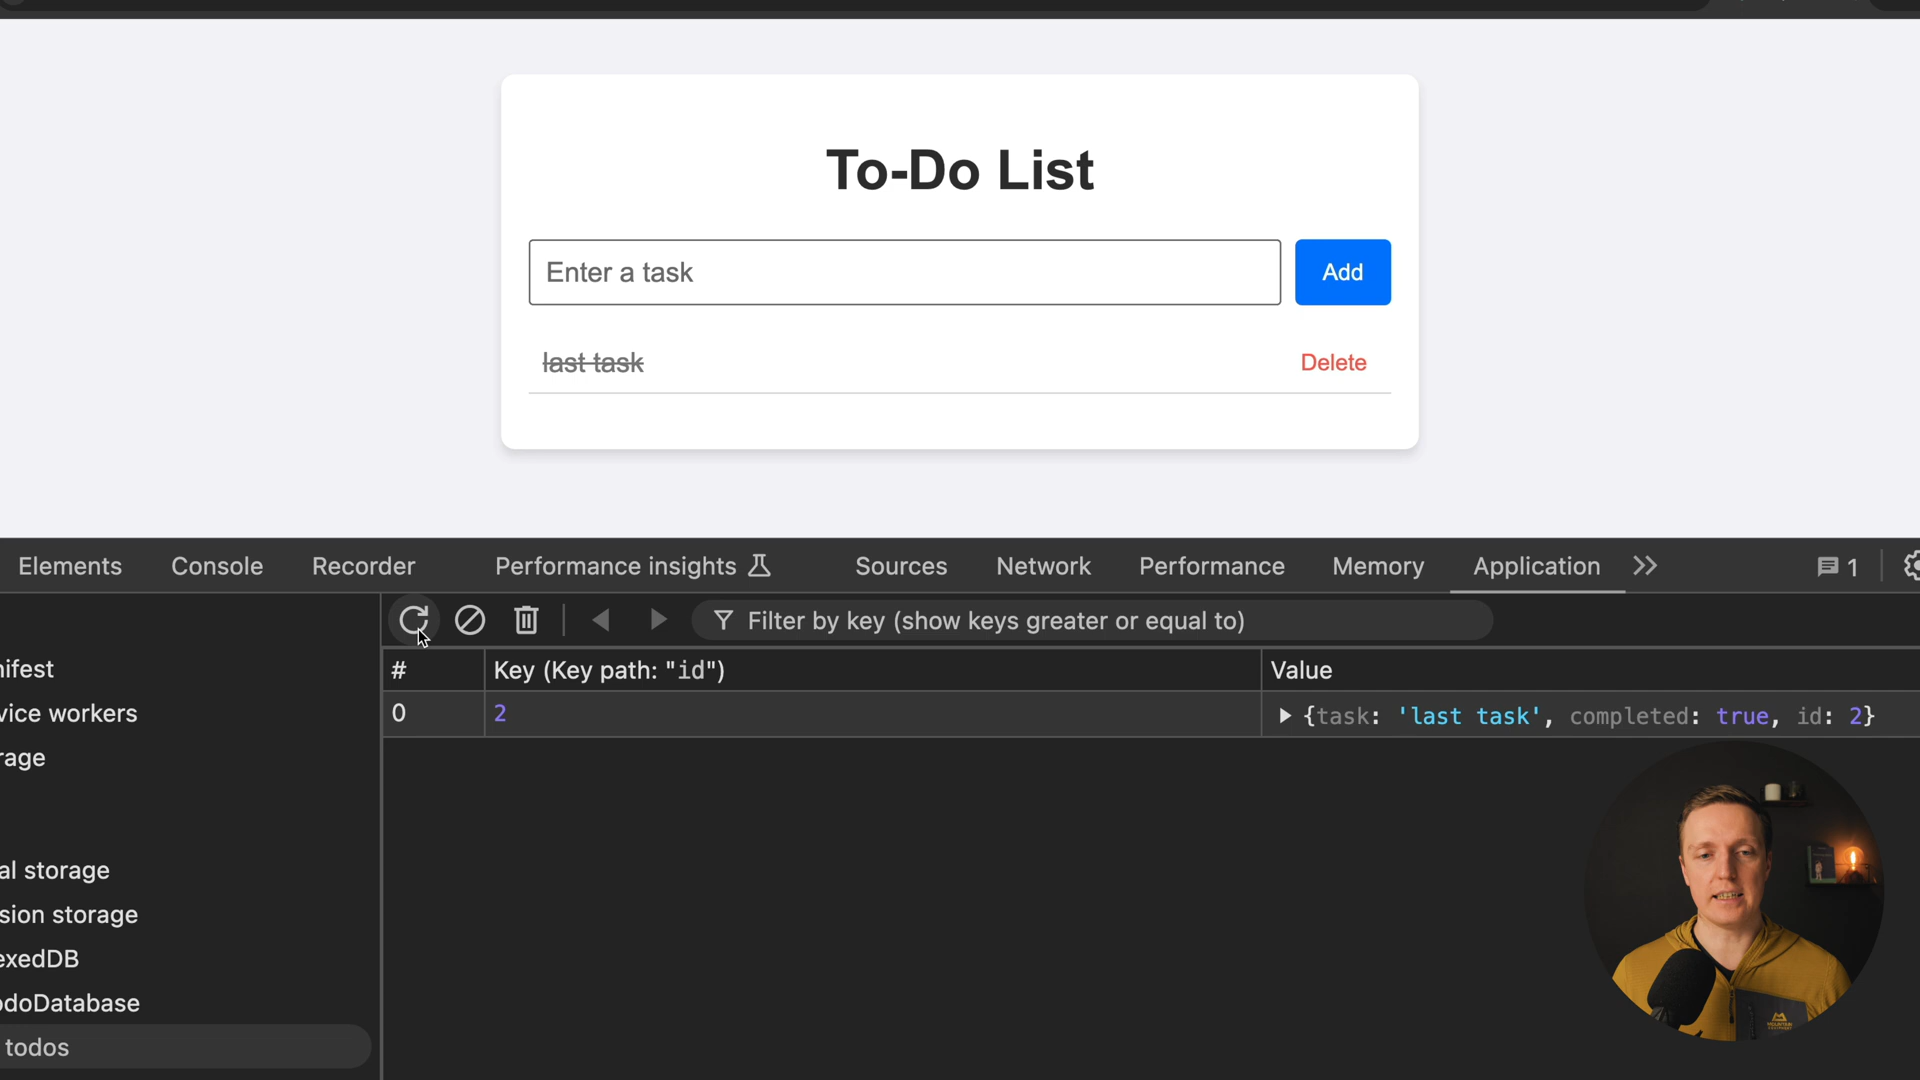 To-Do List
Enter a task
Add
last task
Delete
Elements
Console
Recorder
Performance insights
Sources
Network
Performance
Memory
Application
1
Filter by key (show keys greater or equal to)
# Key (Key path: "id") Value
0 2 {task: 'last task', completed: true, id: 2}
nifest
vice workers
rage
al storage
sion storage
exedDB
odoDatabase
todos